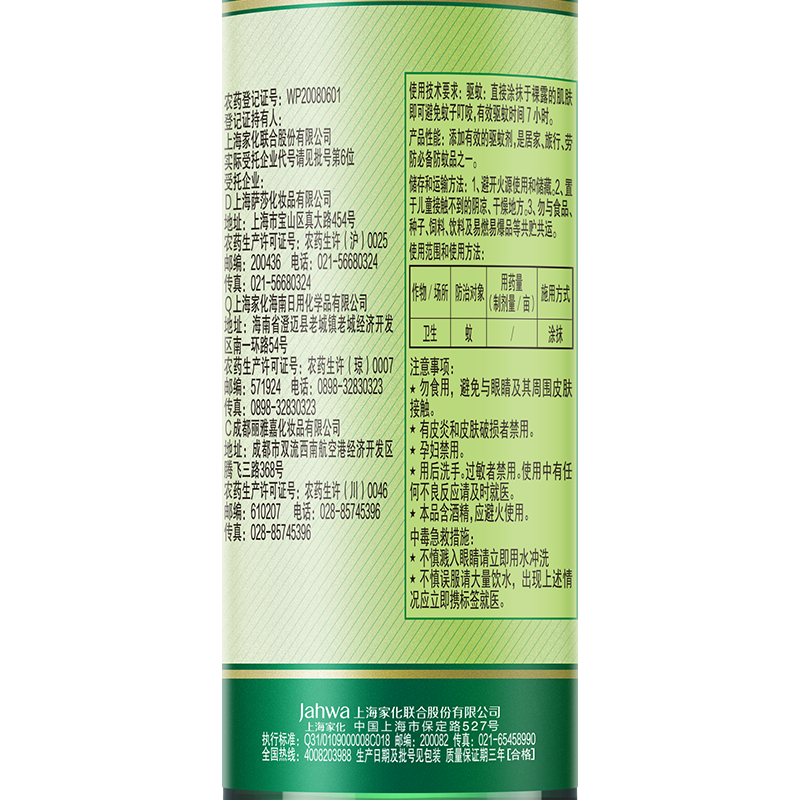 农药登记证号：WP20080601
登记证持有人：
上海家化联合股份有限公司
实际受托企业代号请见批号第6位
受托企业：
D上海萨莎化妆品有限公司
地址：上海市宝山区真大路454号
农药生产许可证号：农药生许（沪）0025
邮编：200436 电话：021-56680324
传真：021-56680324
Q上海家化海南日用化学品有限公司
地址：海南省澄迈县老城镇老城经济开发
区南一环路54号
农药生产许可证号：农药生许（琼）0007
邮编：571924 电话：0898-32830323
传真：0898-32830323
C成都丽雅嘉化妆品有限公司
地址：成都市双流西南航空港经济开发区
腾飞三路368号
农药生产许可证号：农药生许（川）0046
邮编：610207 电话：028-85745396
传真：028-85745396
使用技术要求：驱蚊：直接涂抹于裸露的肌肤
即可避免蚊子叮咬，有效驱蚊时间7小时。
产品性能：添加有效的驱蚊剂，是居家、旅行、劳
防必备防蚊品之一。
储存和运输方法：1、避开火源使用和储藏。2、置
于儿童接触不到的阴凉、干燥地方。3、勿与食品、
种子、饲料、饮料及易燃易爆品等共贮共运。
使用范围和使用方法：
作物/场所 防治对象 用药量（制剂量/亩） 施用方式
卫生 蚊 / 涂抹
注意事项：
★ 勿食用，避免与眼睛及其周围皮肤
接触。
★ 有皮炎和皮肤破损者禁用。
★ 孕妇禁用。
★ 用后洗手。过敏者禁用。使用中有任
何不良反应请及时就医。
★ 本品含酒精，应避火使用。
中毒急救措施：
★ 不慎溅入眼睛请立即用水冲洗
★ 不慎误服请大量饮水，出现上述情
况应立即携标签就医。
Jahwa 上海家化联合股份有限公司
上海家化 中国上海市保定路527号
执行标准：Q31/0109000008C018 邮编：200082 传真：021-65458990
全国热线：4008203988 生产日期及批号见包装 质量保证期三年[合格]